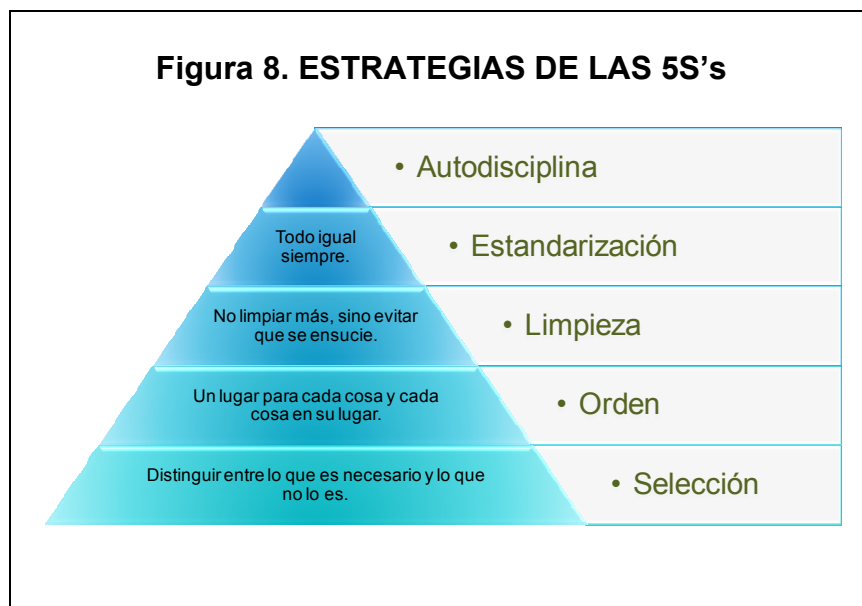 Figura 8. ESTRATEGIAS DE LAS 5S’s
• Autodisciplina
Todo igual
siempre.
• Estandarización
No limpiar más, sino evitar
que se ensucie.
• Limpieza
Un lugar para cada cosa y cada
cosa en su lugar.
• Orden
Distinguir entre lo que es necesario y lo que
no lo es.
• Selección